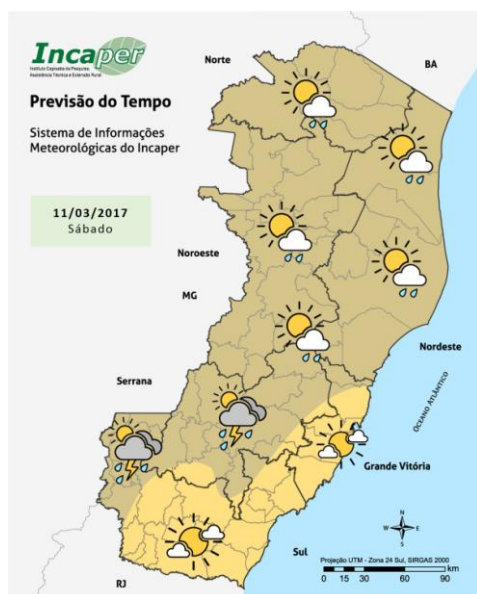 Incaper
Instituto Capixaba de Pesquisa,
Assistência Técnica e Extensão Rural
Previsão do Tempo
Sistema de Informações
Meteorológicas do Incaper
11/03/2017
Sábado
Norte
BA
Noroeste
MG
Nordeste
Serrana
OCEANO ATLÂNTICO
Grande Vitória
Sul
RJ
N
W
E
S
Projeção UTM - Zona 24 Sul, SIRGAS 2000
km
0 15 30 60 90